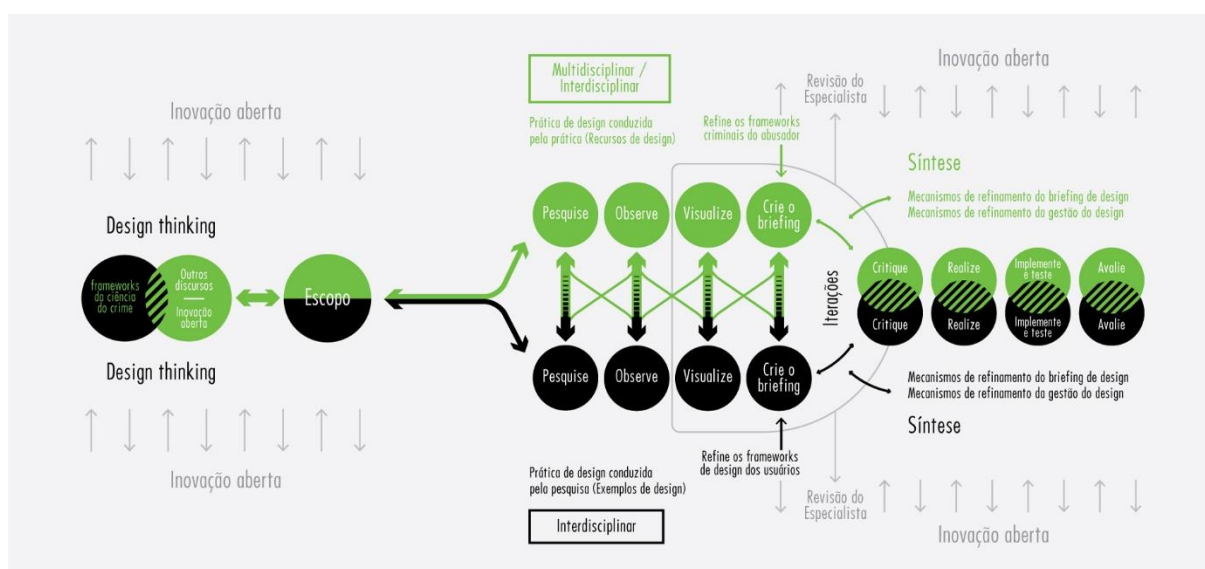 Inovação aberta
Design thinking
frameworks
da ciência
do crime
Outros
discursos
Inovação
aberta
Escopo
Design thinking
Inovação aberta
Multidisciplinar /
Interdisciplinar
Prática de design conduzida
pela prática (Recursos de design)
Refine os frameworks
criminais do abusador
Revisão do
Especialista
Inovação aberta
Pesquise
Observe
Visualize
Crie o
briefing
Síntese
Mecanismos de refinamento do briefing de design
Mecanismos de refinamento da gestão do design
Iterações
Critique
Realize
Implemente
e teste
Avalie
Critique
Realize
Implemente
e teste
Avalie
Pesquise
Observe
Visualize
Crie o
briefing
Mecanismos de refinamento do briefing de design
Mecanismos de refinamento da gestão do design
Síntese
Prática de design conduzida
pela pesquisa (Exemplos de design)
Refine os frameworks
de design dos usuários
Interdisciplinar
Revisão do
Especialista
Inovação aberta